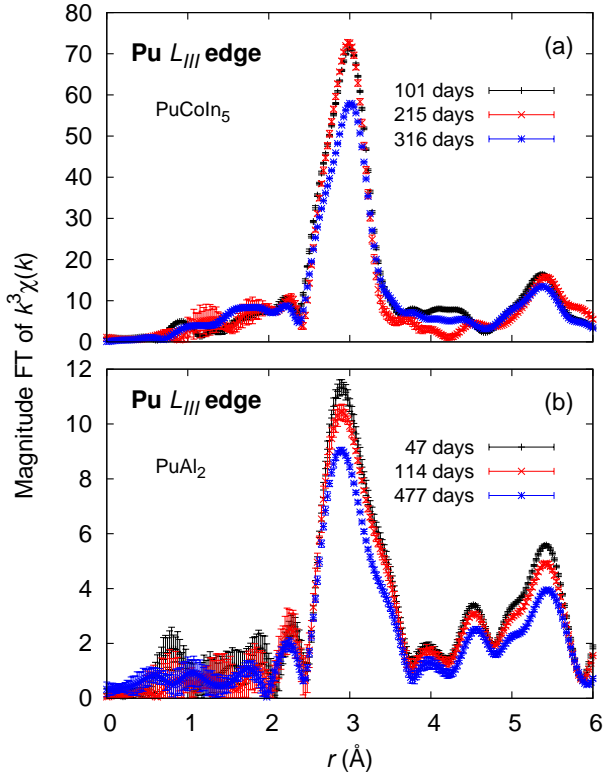 80
70
60
50
40
30
20
10
0
Pu L_III edge
(a)
PuCoIn₅
101 days
215 days
316 days
Magnitude FT of k³χ(k)
12
10
8
6
4
2
0
Pu L_III edge
(b)
PuAl₂
47 days
114 days
477 days
0 1 2 3 4 5 6
r (Å)